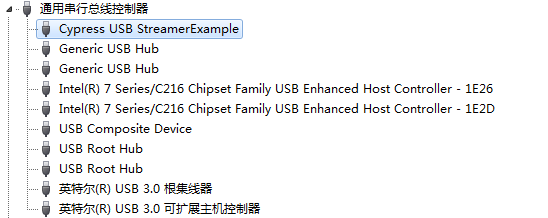 通用串行总线控制器
Cypress USB StreamerExample
Generic USB Hub
Generic USB Hub
Intel(R) 7 Series/C216 Chipset Family USB Enhanced Host Controller - 1E26
Intel(R) 7 Series/C216 Chipset Family USB Enhanced Host Controller - 1E2D
USB Composite Device
USB Root Hub
USB Root Hub
英特尔(R) USB 3.0 根集线器
英特尔(R) USB 3.0 可扩展主机控制器